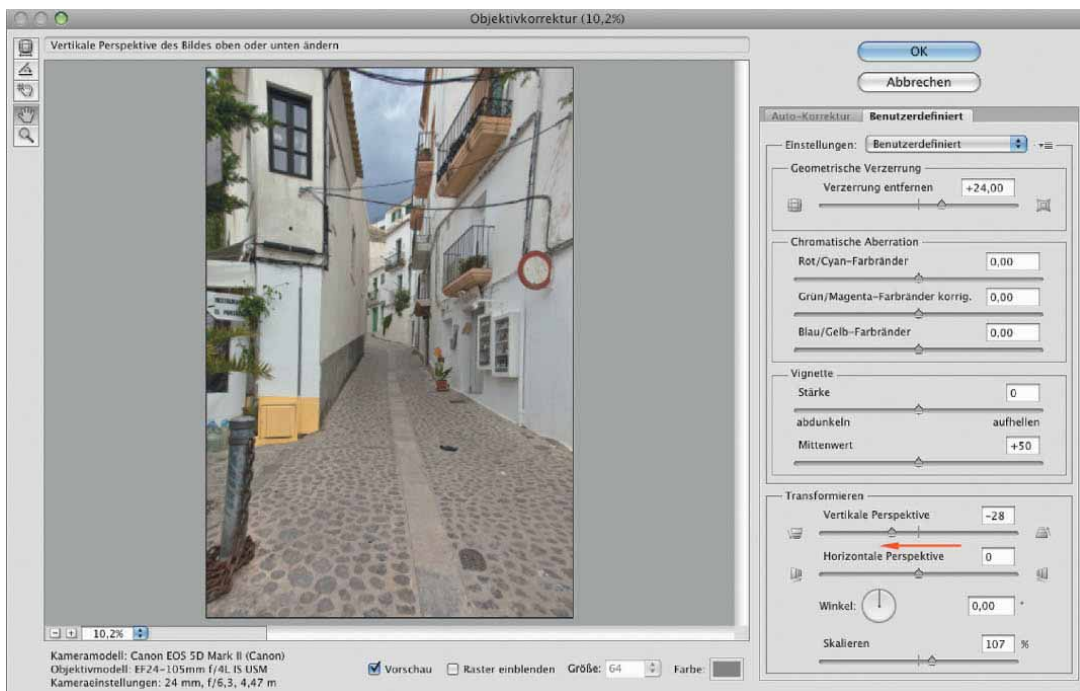 Objektivkorrektur (10,2%)
Vertikale Perspektive des Bildes oben oder unten ändern
OK
Abbrechen
Auto-Korrektur Benutzerdefiniert
Einstellungen: Benutzerdefiniert
Geometrische Verzerrung
Verzerrung entfernen +24,00
Chromatische Aberration
Rot/Cyan-Farbränder 0,00
Grün/Magenta-Farbränder korrig. 0,00
Blau/Gelb-Farbränder 0,00
Vignette
Stärke 0
abdunkeln aufhellen
Mittenwert +50
Transformieren
Vertikale Perspektive -28
Horizontale Perspektive 0
Winkel: 0,00 °
Skalieren 107 %
10,2%
Kameramodell: Canon EOS 5D Mark II (Canon)
Objektivmodell: EF24-105mm f/4L IS USM
Kameraeinstellungen: 24 mm, f/6,3, 4,47 m
Vorschau Raster einblenden Größe: 64 Farbe: